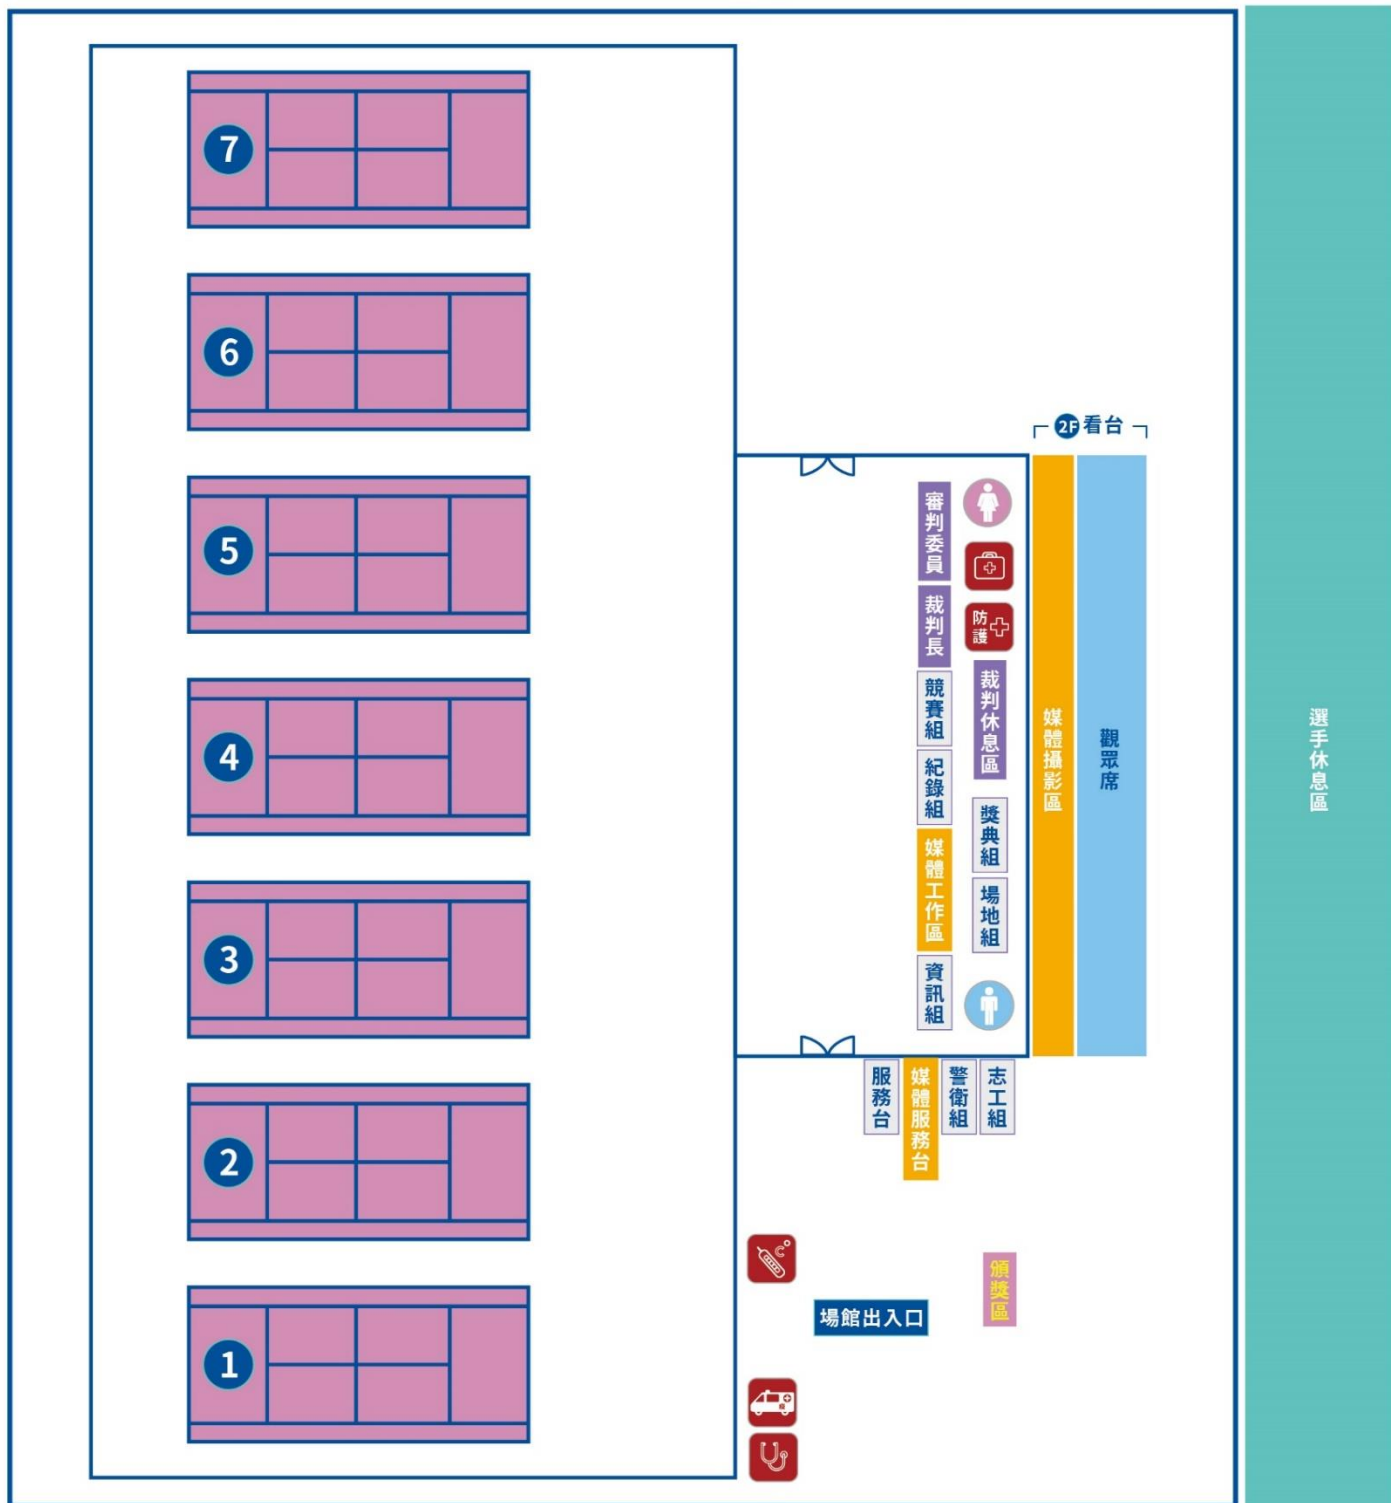 7
6
5
4
3
2
1
2F看台
審判委員
裁判長
競賽組
紀錄組
媒體工作區
資訊組
防護
裁判休息區
獎典組
場地組
媒體攝影區
觀眾席
選手休息區
服務台
媒體服務台
警衛組
志工組
C°
頒獎區
場館出入口